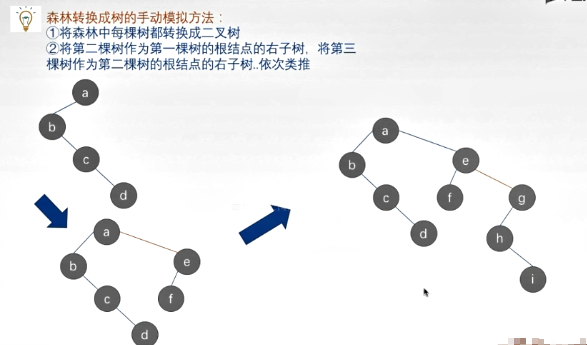 森林转换成树的手动模拟方法：
①将森林中每棵树都转换成二叉树
②将第二棵树作为第一棵树的根结点的右子树，将第三
棵树作为第二棵树的根结点的右子树..依次类推
a
b
c
d
a
b
e
c
f
d
a
b
e
c
f
g
d
h
i